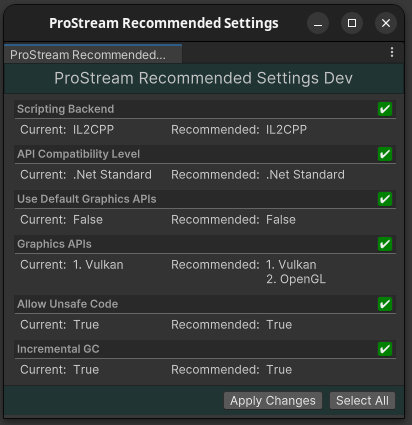 ProStream Recommended Settings
ProStream Recommended...
ProStream Recommended Settings Dev
Scripting Backend
Current: IL2CPP Recommended: IL2CPP
API Compatibility Level
Current: .Net Standard Recommended: .Net Standard
Use Default Graphics APIs
Current: False Recommended: False
Graphics APIs
Current: 1. Vulkan Recommended: 1. Vulkan
2. OpenGL
Allow Unsafe Code
Current: True Recommended: True
Incremental GC
Current: True Recommended: True
Apply Changes Select All